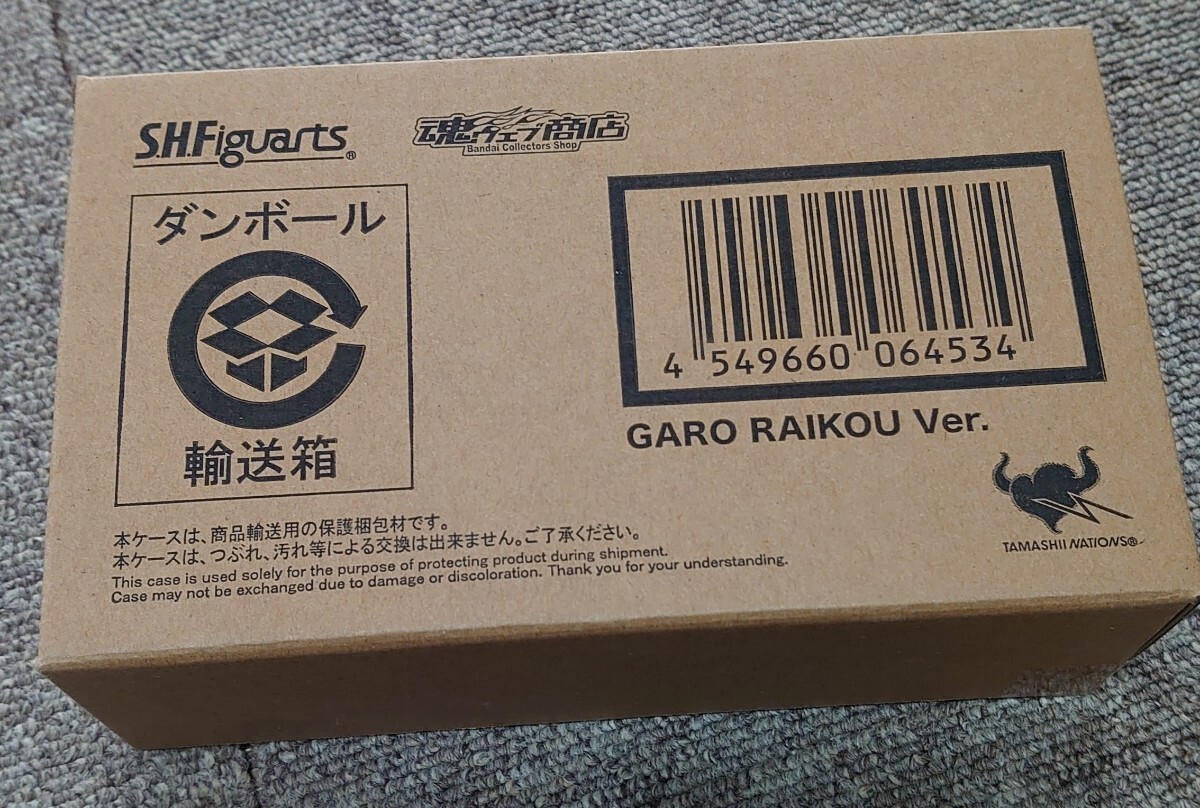 S.H.Figuarts®
魂ウェブ商店
Bandai Collectors Shop
ダンボール
輸送箱
4 549660 064534
GARO RAIKOU Ver.
TAMASHII NATIONS®
本ケースは、商品輸送用の保護梱包材です。
本ケースは、つぶれ、汚れ等による交換は出来ません。ご了承ください。
This case is used solely for the purpose of protecting product during shipment.
Case may not be exchanged due to damage or discoloration. Thank you for your understanding.